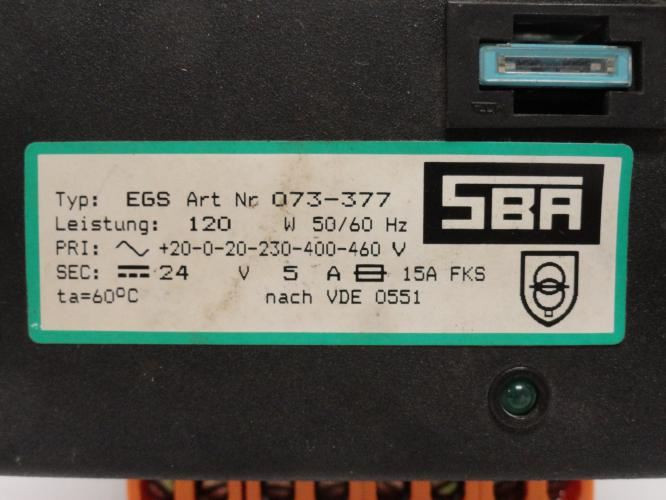 SBA
Typ: EGS Art Nr 073-377
Leistung: 120 W 50/60 Hz
PRI: +20-0-20-230-400-460 V
SEC: 24 V 5 A 15A FKS
ta=60°C nach VDE 0551